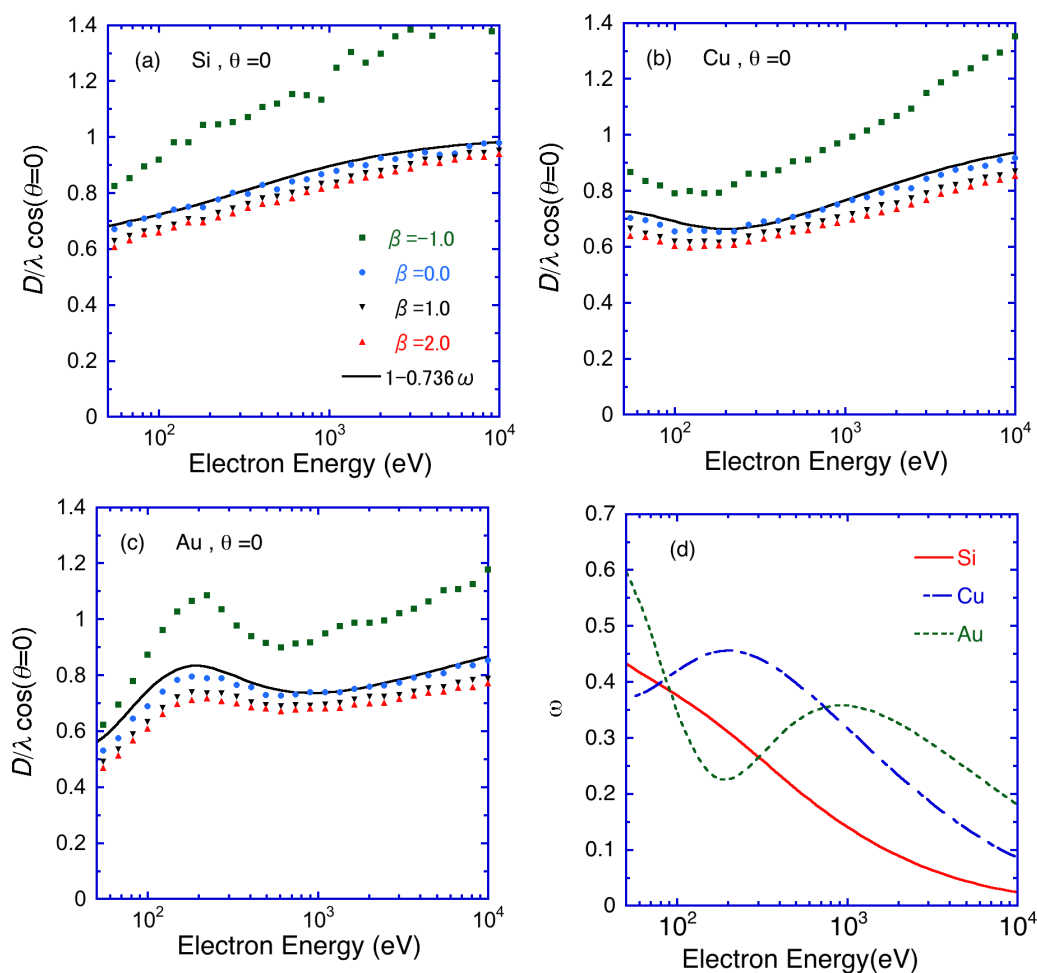 1.4
1.2
1
0.8
0.6
0.4
0.2
0
D/λ cos(θ=0)
(a) Si , θ =0
β=−1.0
β=0.0
β=1.0
β=2.0
1−0.736ω
10²
10³
10⁴
Electron Energy (eV)
1.4
1.2
1
0.8
0.6
0.4
0.2
0
D/λ cos(θ=0)
(b) Cu , θ =0
10²
10³
10⁴
Electron Energy (eV)
1.4
1.2
1
0.8
0.6
0.4
0.2
0
D/λ cos(θ=0)
(c) Au , θ =0
10²
10³
10⁴
Electron Energy (eV)
0.7
0.6
0.5
0.4
0.3
0.2
0.1
0
ω
(d)
Si
Cu
Au
10²
10³
10⁴
Electron Energy(eV)